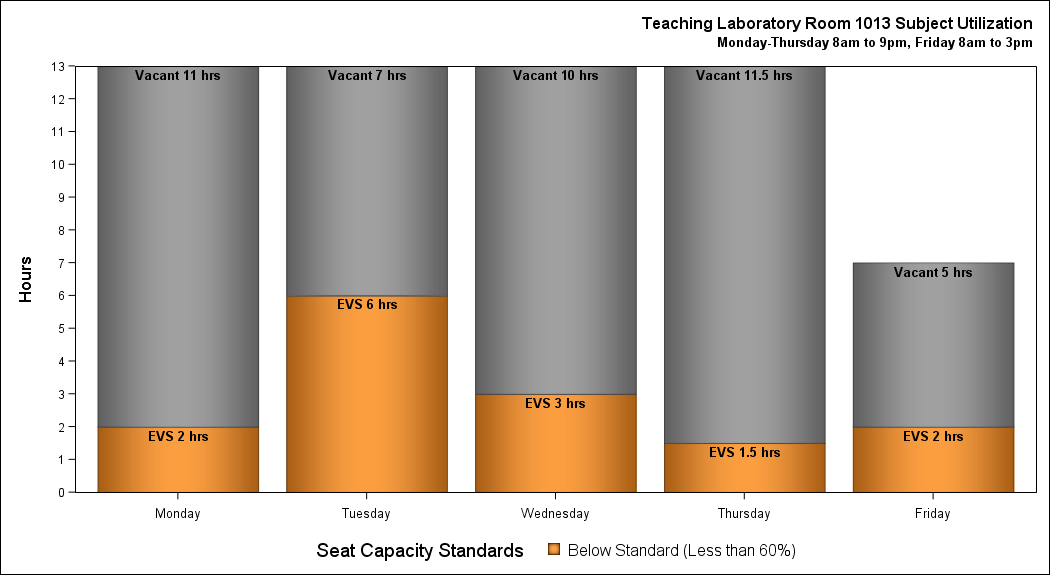 Teaching Laboratory Room 1013 Subject Utilization
Monday-Thursday 8am to 9pm, Friday 8am to 3pm
Hours
13
12
11
10
9
8
7
6
5
4
3
2
1
0
Vacant 11 hrs
EVS 2 hrs
Vacant 7 hrs
EVS 6 hrs
Vacant 10 hrs
EVS 3 hrs
Vacant 11.5 hrs
EVS 1.5 hrs
Vacant 5 hrs
EVS 2 hrs
Monday Tuesday Wednesday Thursday Friday
Seat Capacity Standards Below Standard (Less than 60%)